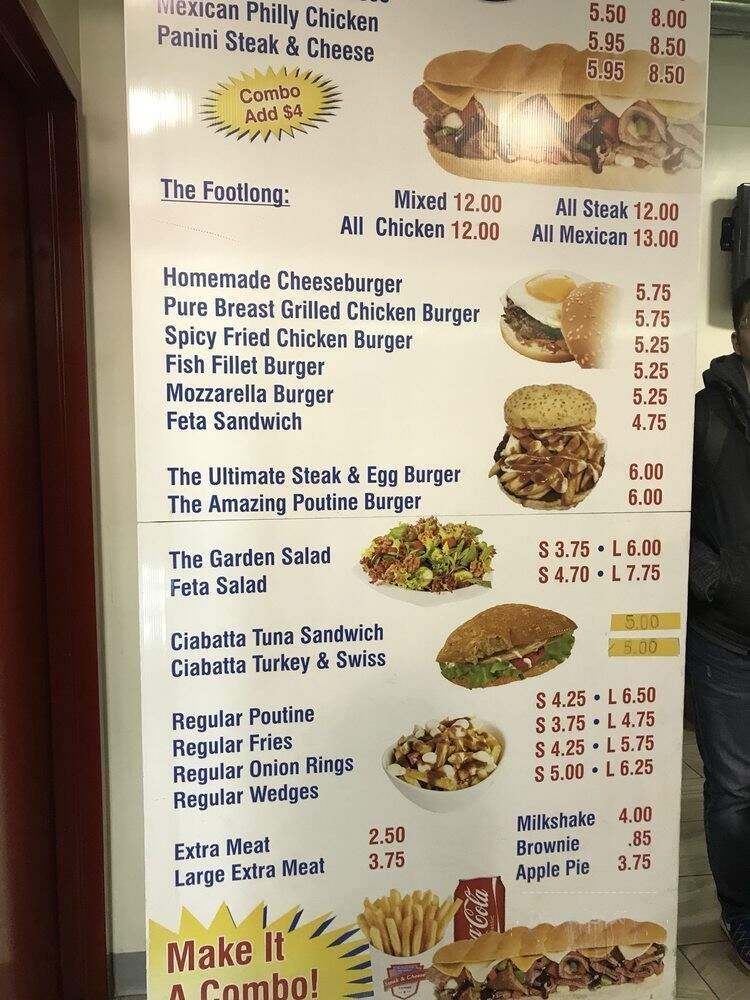 Mexican Philly Chicken 5.50 8.00
Panini Steak & Cheese 5.95 8.50
5.95 8.50
Combo
Add $4
The Footlong: Mixed 12.00 All Steak 12.00
All Chicken 12.00 All Mexican 13.00
Homemade Cheeseburger 5.75
Pure Breast Grilled Chicken Burger 5.75
Spicy Fried Chicken Burger 5.25
Fish Fillet Burger 5.25
Mozzarella Burger 5.25
Feta Sandwich 4.75
The Ultimate Steak & Egg Burger 6.00
The Amazing Poutine Burger 6.00
The Garden Salad S 3.75 • L 6.00
Feta Salad S 4.70 • L 7.75
Ciabatta Tuna Sandwich 5.00
Ciabatta Turkey & Swiss 5.00
Regular Poutine S 4.25 • L 6.50
Regular Fries S 3.75 • L 4.75
Regular Onion Rings S 4.25 • L 5.75
Regular Wedges S 5.00 • L 6.25
Extra Meat 2.50
Large Extra Meat 3.75
Milkshake 4.00
Brownie .85
Apple Pie 3.75
Make It
A Combo!
Steak & Cheese